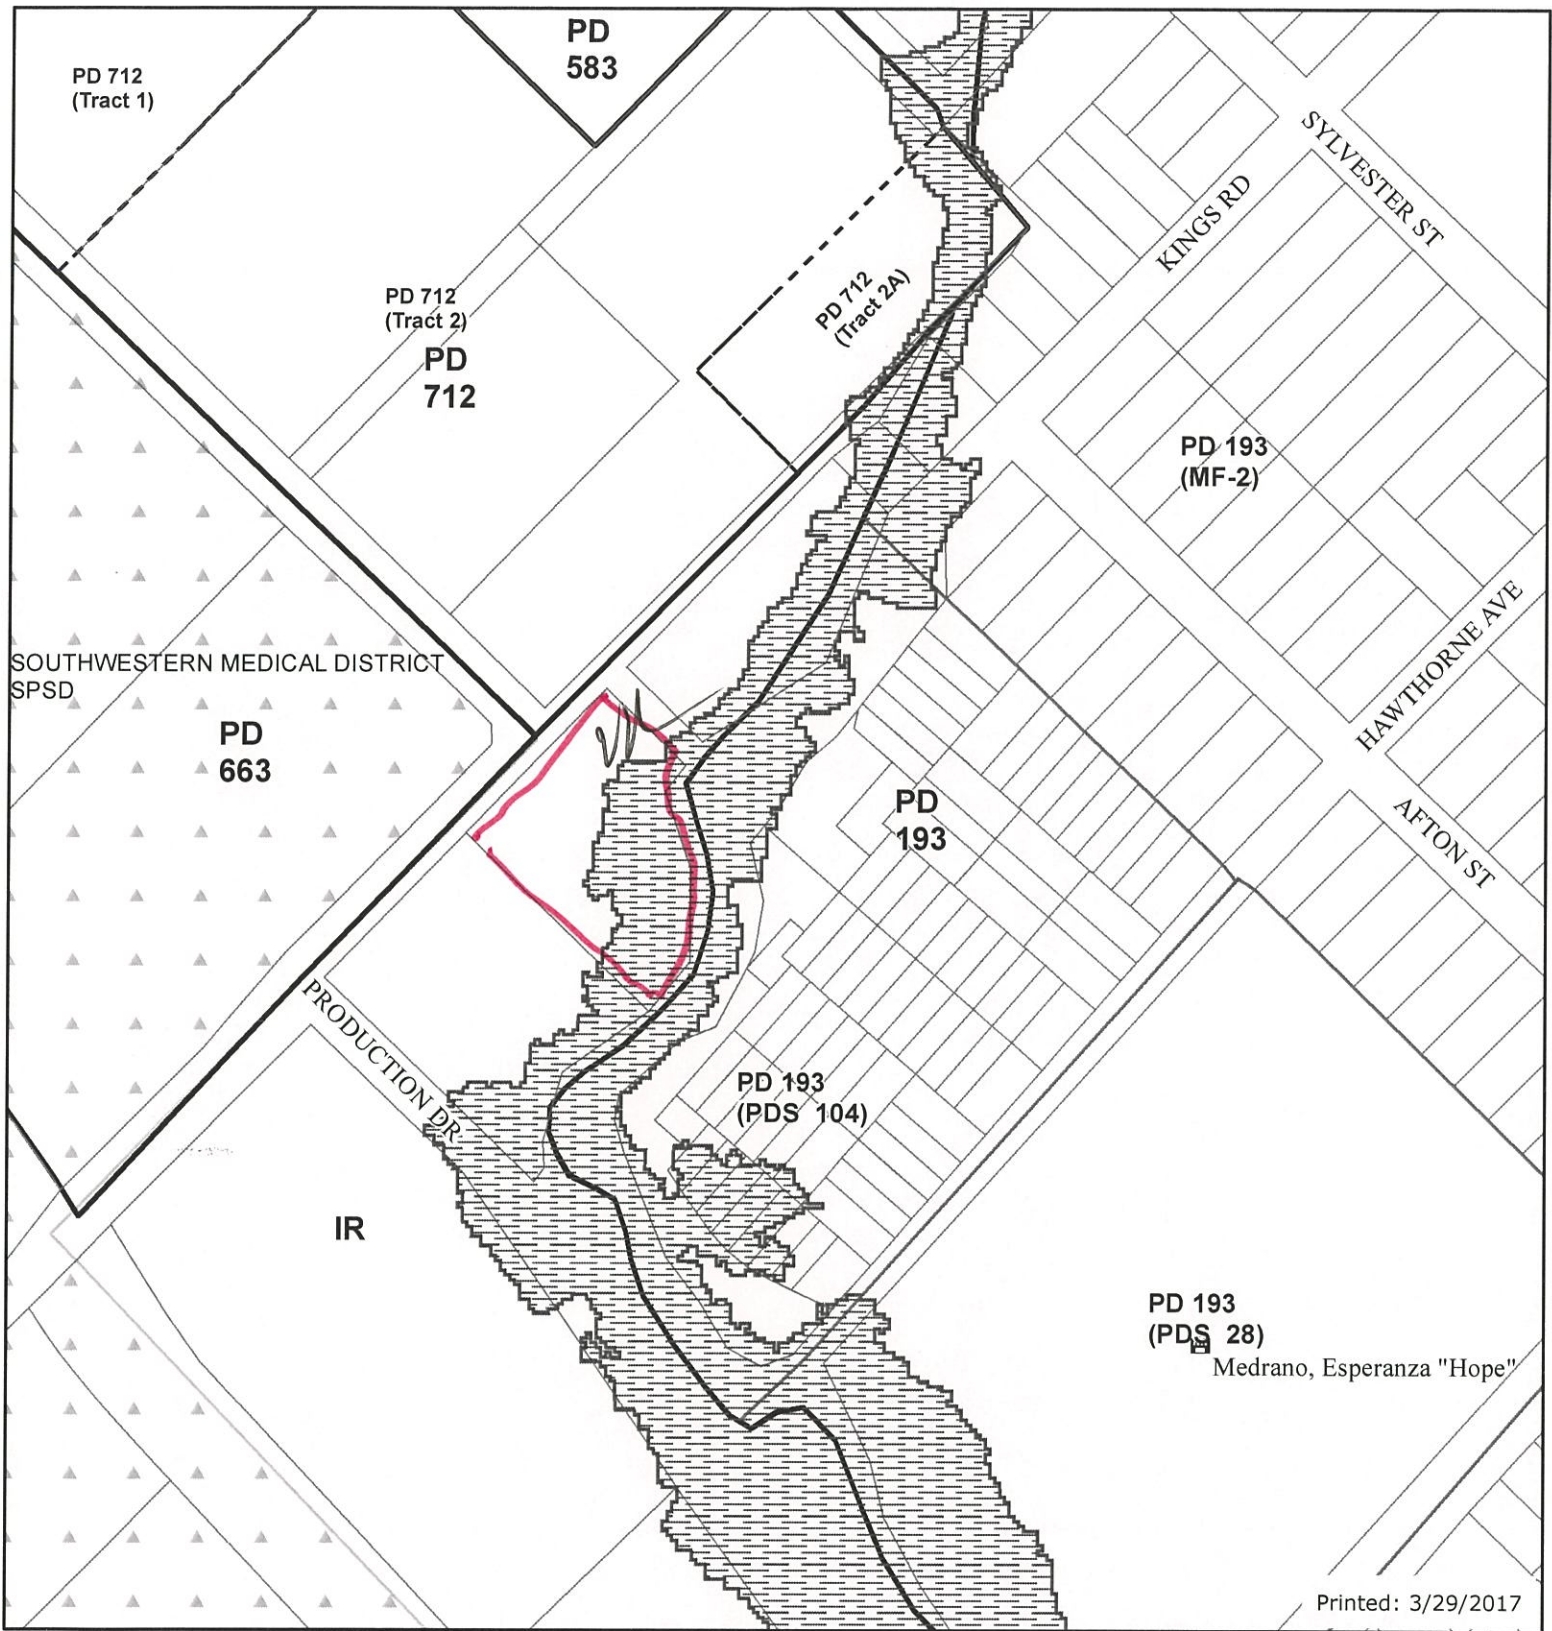 PD
583
PD 712
(Tract 1)
SYLVESTER ST
KINGS RD
PD 712
(Tract 2A)
PD 712
(Tract 2)
PD
712
PD 193
(MF-2)
HAWTHORNE AVE
SOUTHWESTERN MEDICAL DISTRICT
SPSD
PD
663
PD
193
AFTON ST
PRODUCTION DR
PD 193
(PDS 104)
IR
PD 193
(PDS 28)
Medrano, Esperanza "Hope"
Printed: 3/29/2017